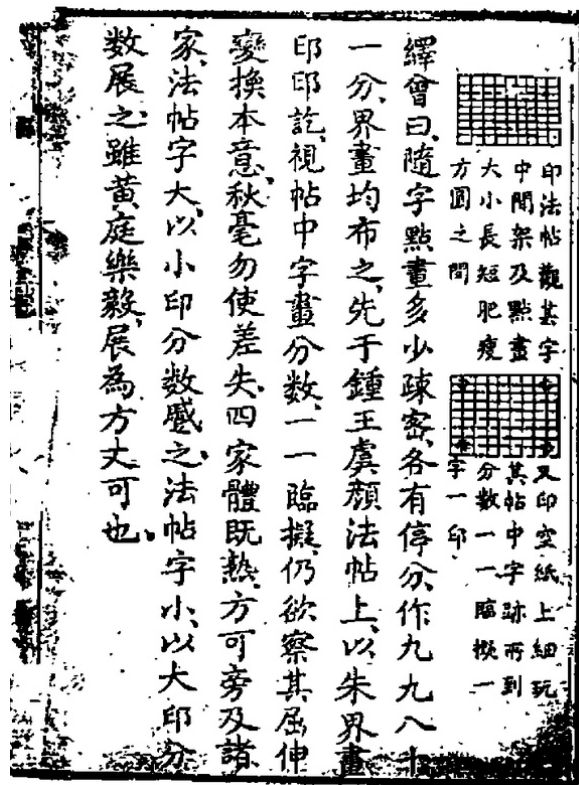 印法帖觀其字
中間架及點畫
大小長短肥瘦
方圓之間
又印空紙上細玩
其帖中字跡所到
分數一一臨擬一
字一印
繹曾曰隨字點畫多少疎密各有停分作九九八十
一分界畫均布之先于鍾王虞顏法帖上以朱界畫
印印訖視帖中字畫分數一一臨擬仍欲察其屈伸
變換本意秋毫勿使差失四家體既熟方可旁及諸
家法帖字大以小印分數蹙之法帖字小以大印分
数展之雖黃庭樂毅展為方丈可也